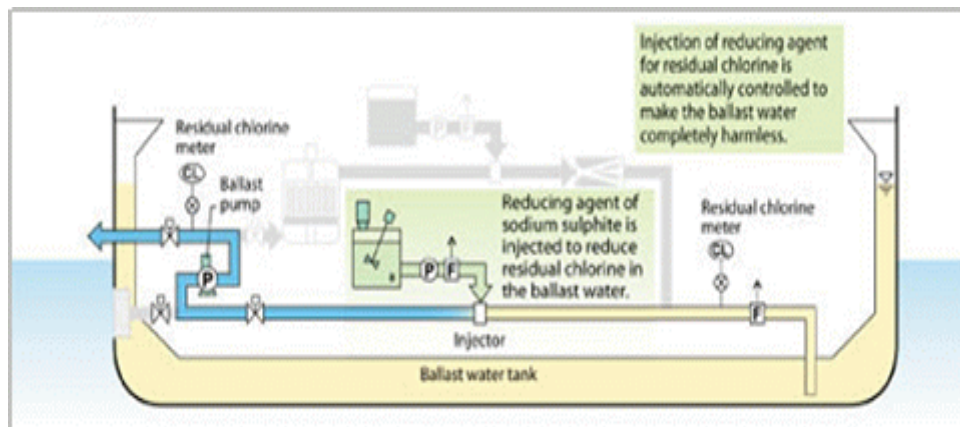 Injection of reducing agent
for residual chlorine is
automatically controlled to
make the ballast water
completely harmless.
Residual chlorine
meter
CL
Ballast
pump
P
P
F
Reducing agent of
sodium sulphite is
injected to reduce
residual chlorine in
the ballast water.
P
F
Residual chlorine
meter
CL
F
Injector
Ballast water tank